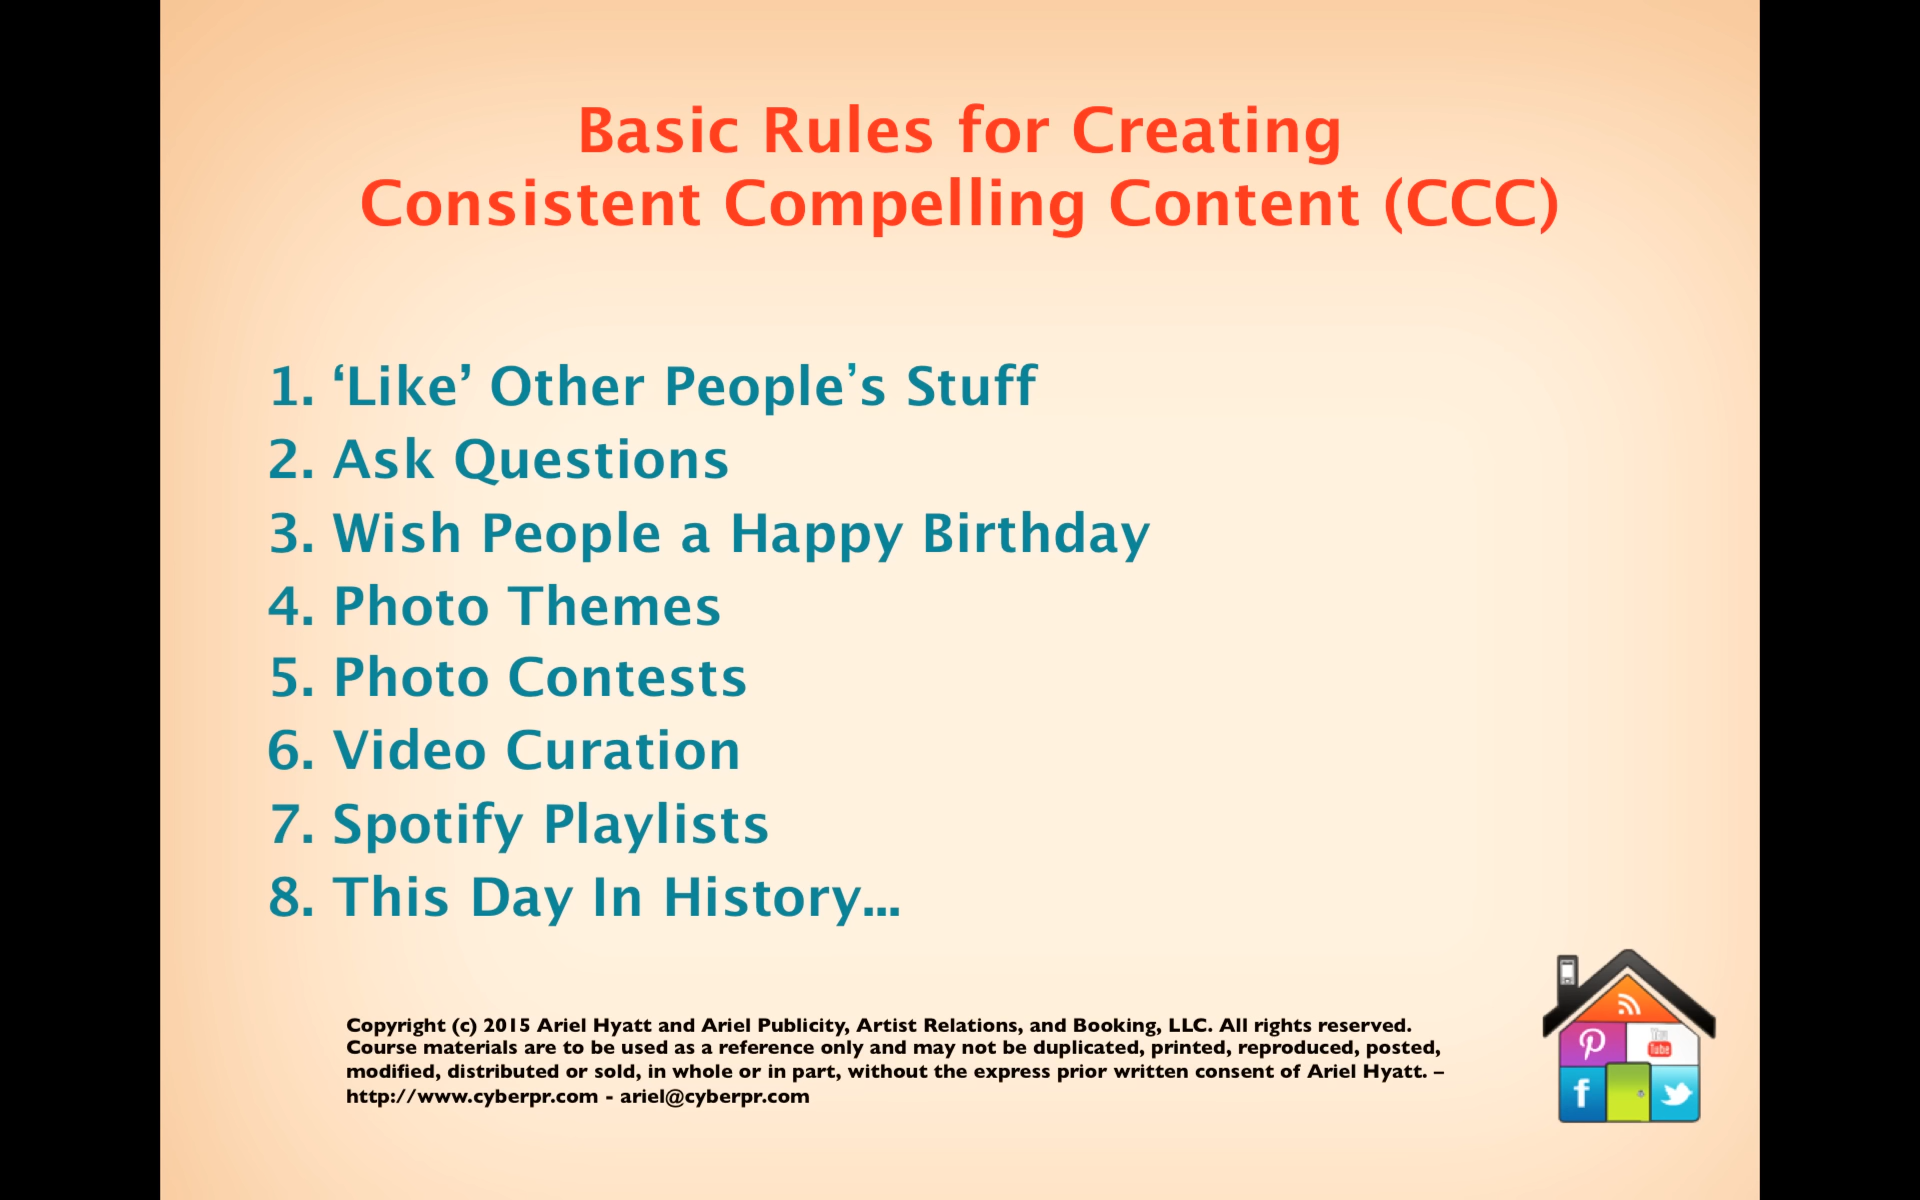 Basic Rules for Creating
Consistent Compelling Content (CCC)
1. ‘Like’ Other People’s Stuff
2. Ask Questions
3. Wish People a Happy Birthday
4. Photo Themes
5. Photo Contests
6. Video Curation
7. Spotify Playlists
8. This Day In History...
Copyright (c) 2015 Ariel Hyatt and Ariel Publicity, Artist Relations, and Booking, LLC. All rights reserved.
Course materials are to be used as a reference only and may not be duplicated, printed, reproduced, posted,
modified, distributed or sold, in whole or in part, without the express prior written consent of Ariel Hyatt. –
http://www.cyberpr.com - ariel@cyberpr.com
You
Tube